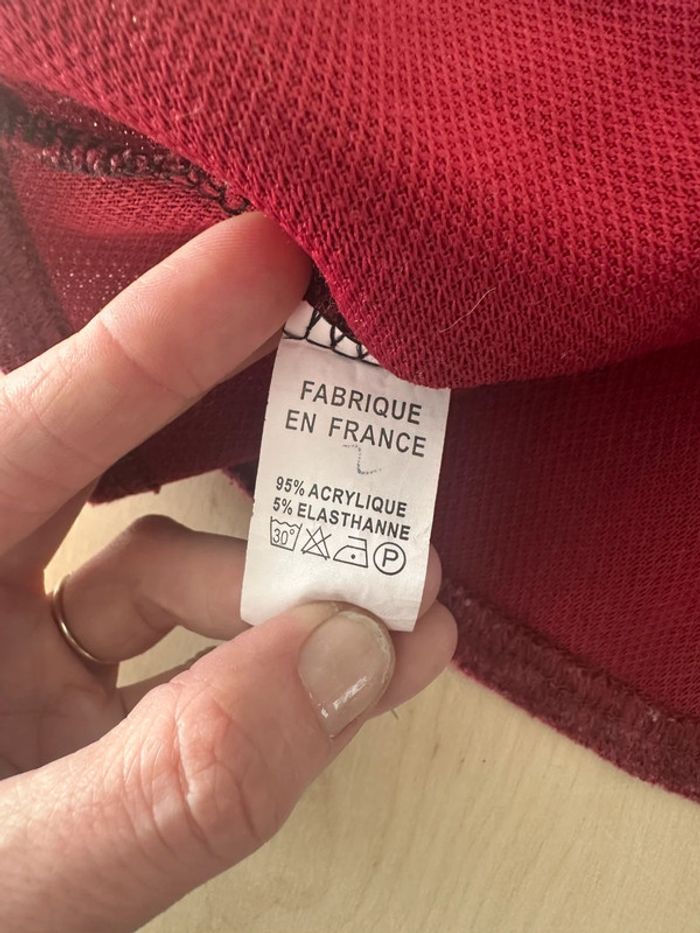 FABRIQUE
EN FRANCE
95% ACRYLIQUE
5% ELASTHANNE
30° P